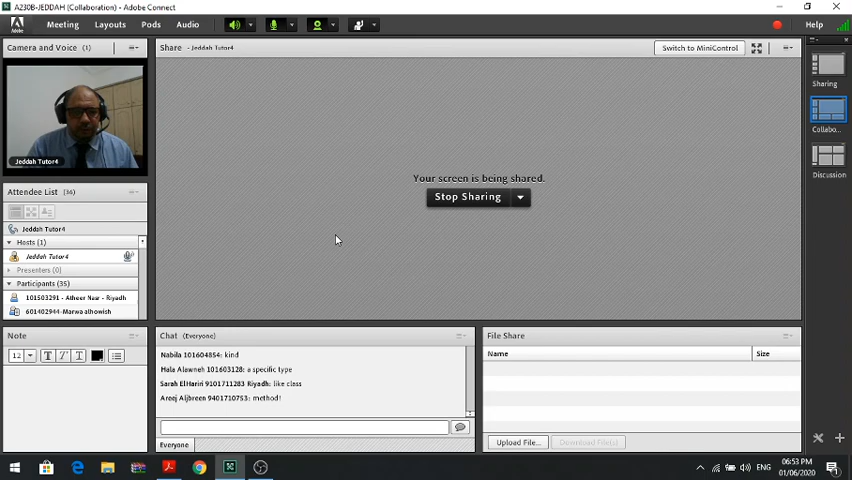 A230B-JEDDAH (Collaboration) - Adobe Connect
Adobe
Meeting Layouts Pods Audio Help
Camera and Voice (1)
Jeddah Tutor4
Share - Jeddah Tutor4
Switch to MiniControl
Your screen is being shared.
Stop Sharing
Sharing
Collabo...
Discussion
Attendee List (36)
Jeddah Tutor4
Hosts (1)
Jeddah Tutor4
Presenters (0)
Participants (35)
101503291 - Atheer Nasr - Riyadh
601402944-Marwa alhowish
Note
12 T T T
Chat (Everyone)
Nabila 101604854: kind
Hala Alawneh 101603128: a specific type
Sarah ElHariri 9101711283 Riyadh: like class
Areej Aljbreen 9401710753: method!
Everyone
File Share
Name Size
Upload File... Download File(s)
ENG
06:53 PM
01/06/2020
1